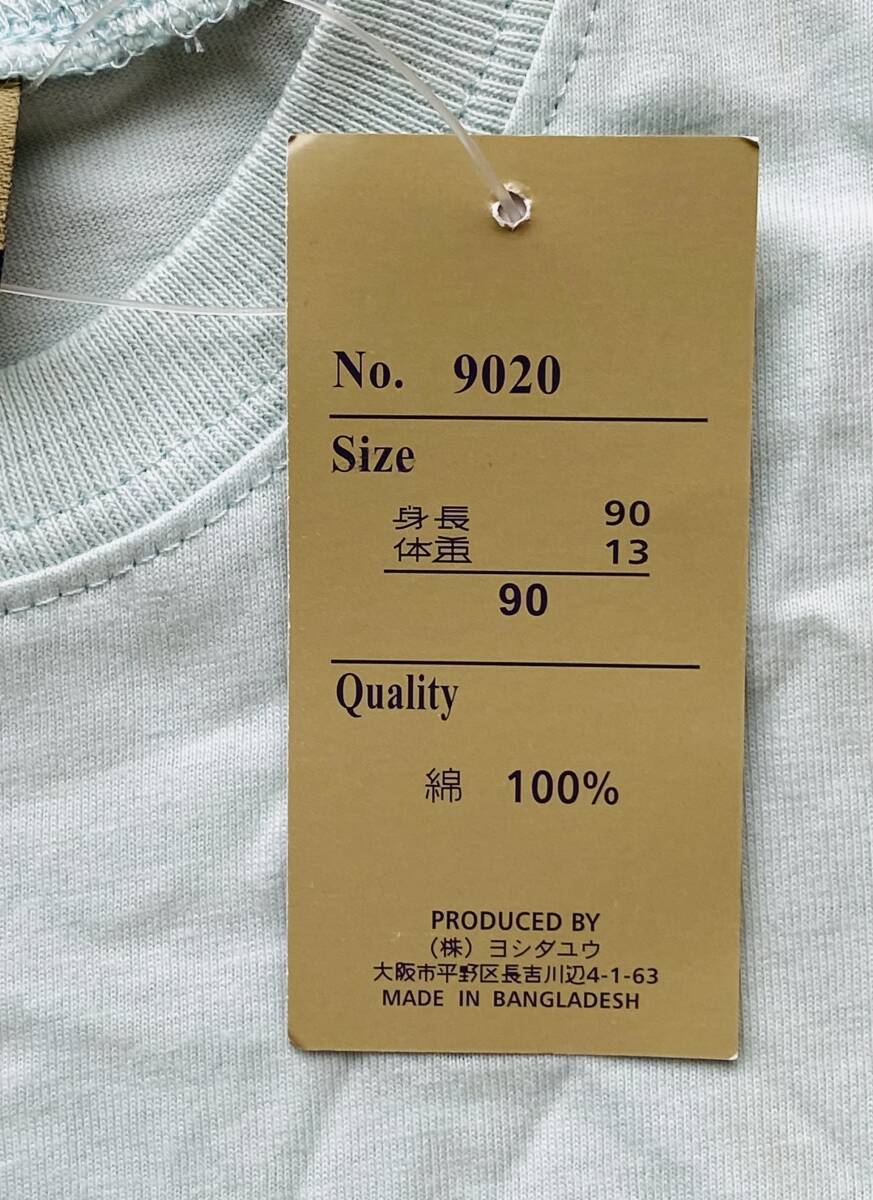 No. 9020
Size
身長 90
体重 13
90
Quality
綿 100%
PRODUCED BY
(株) ヨシダユウ
大阪市平野区長吉川辺4-1-63
MADE IN BANGLADESH